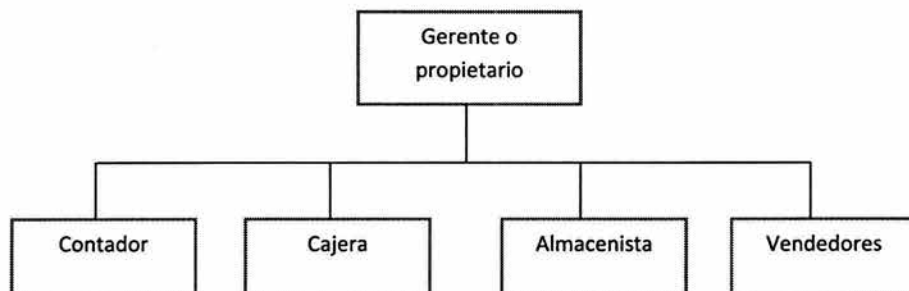 Gerente o
propietario
Contador
Cajera
Almacenista
Vendedores